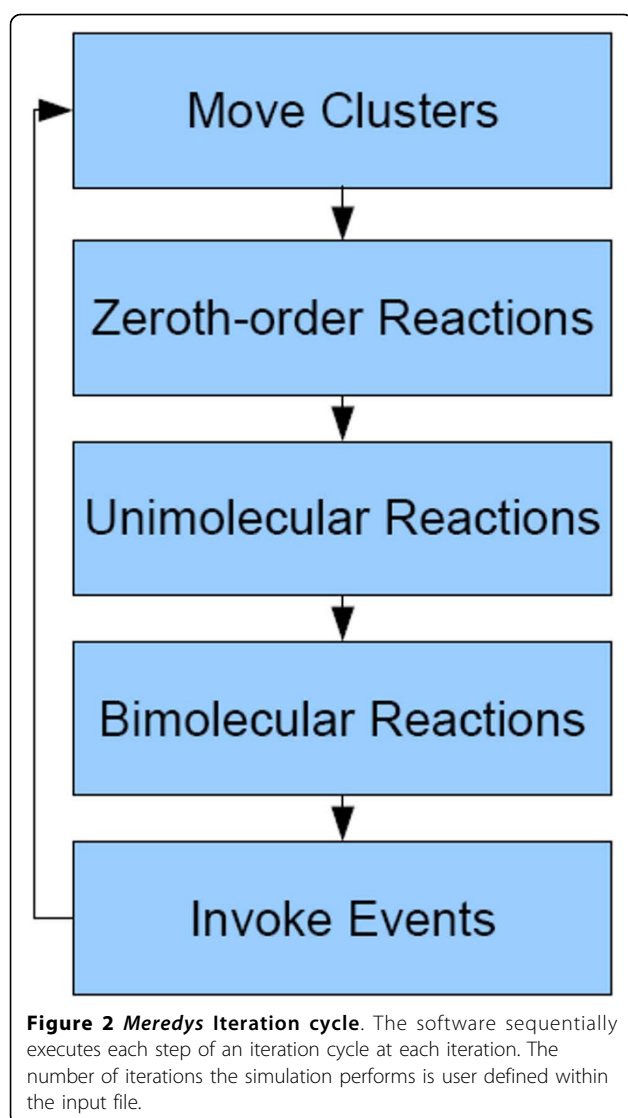 Move Clusters
Zeroth-order Reactions
Unimolecular Reactions
Bimolecular Reactions
Invoke Events
Figure 2 Meredys Iteration cycle. The software sequentially
executes each step of an iteration cycle at each iteration. The
number of iterations the simulation performs is user defined within
the input file.